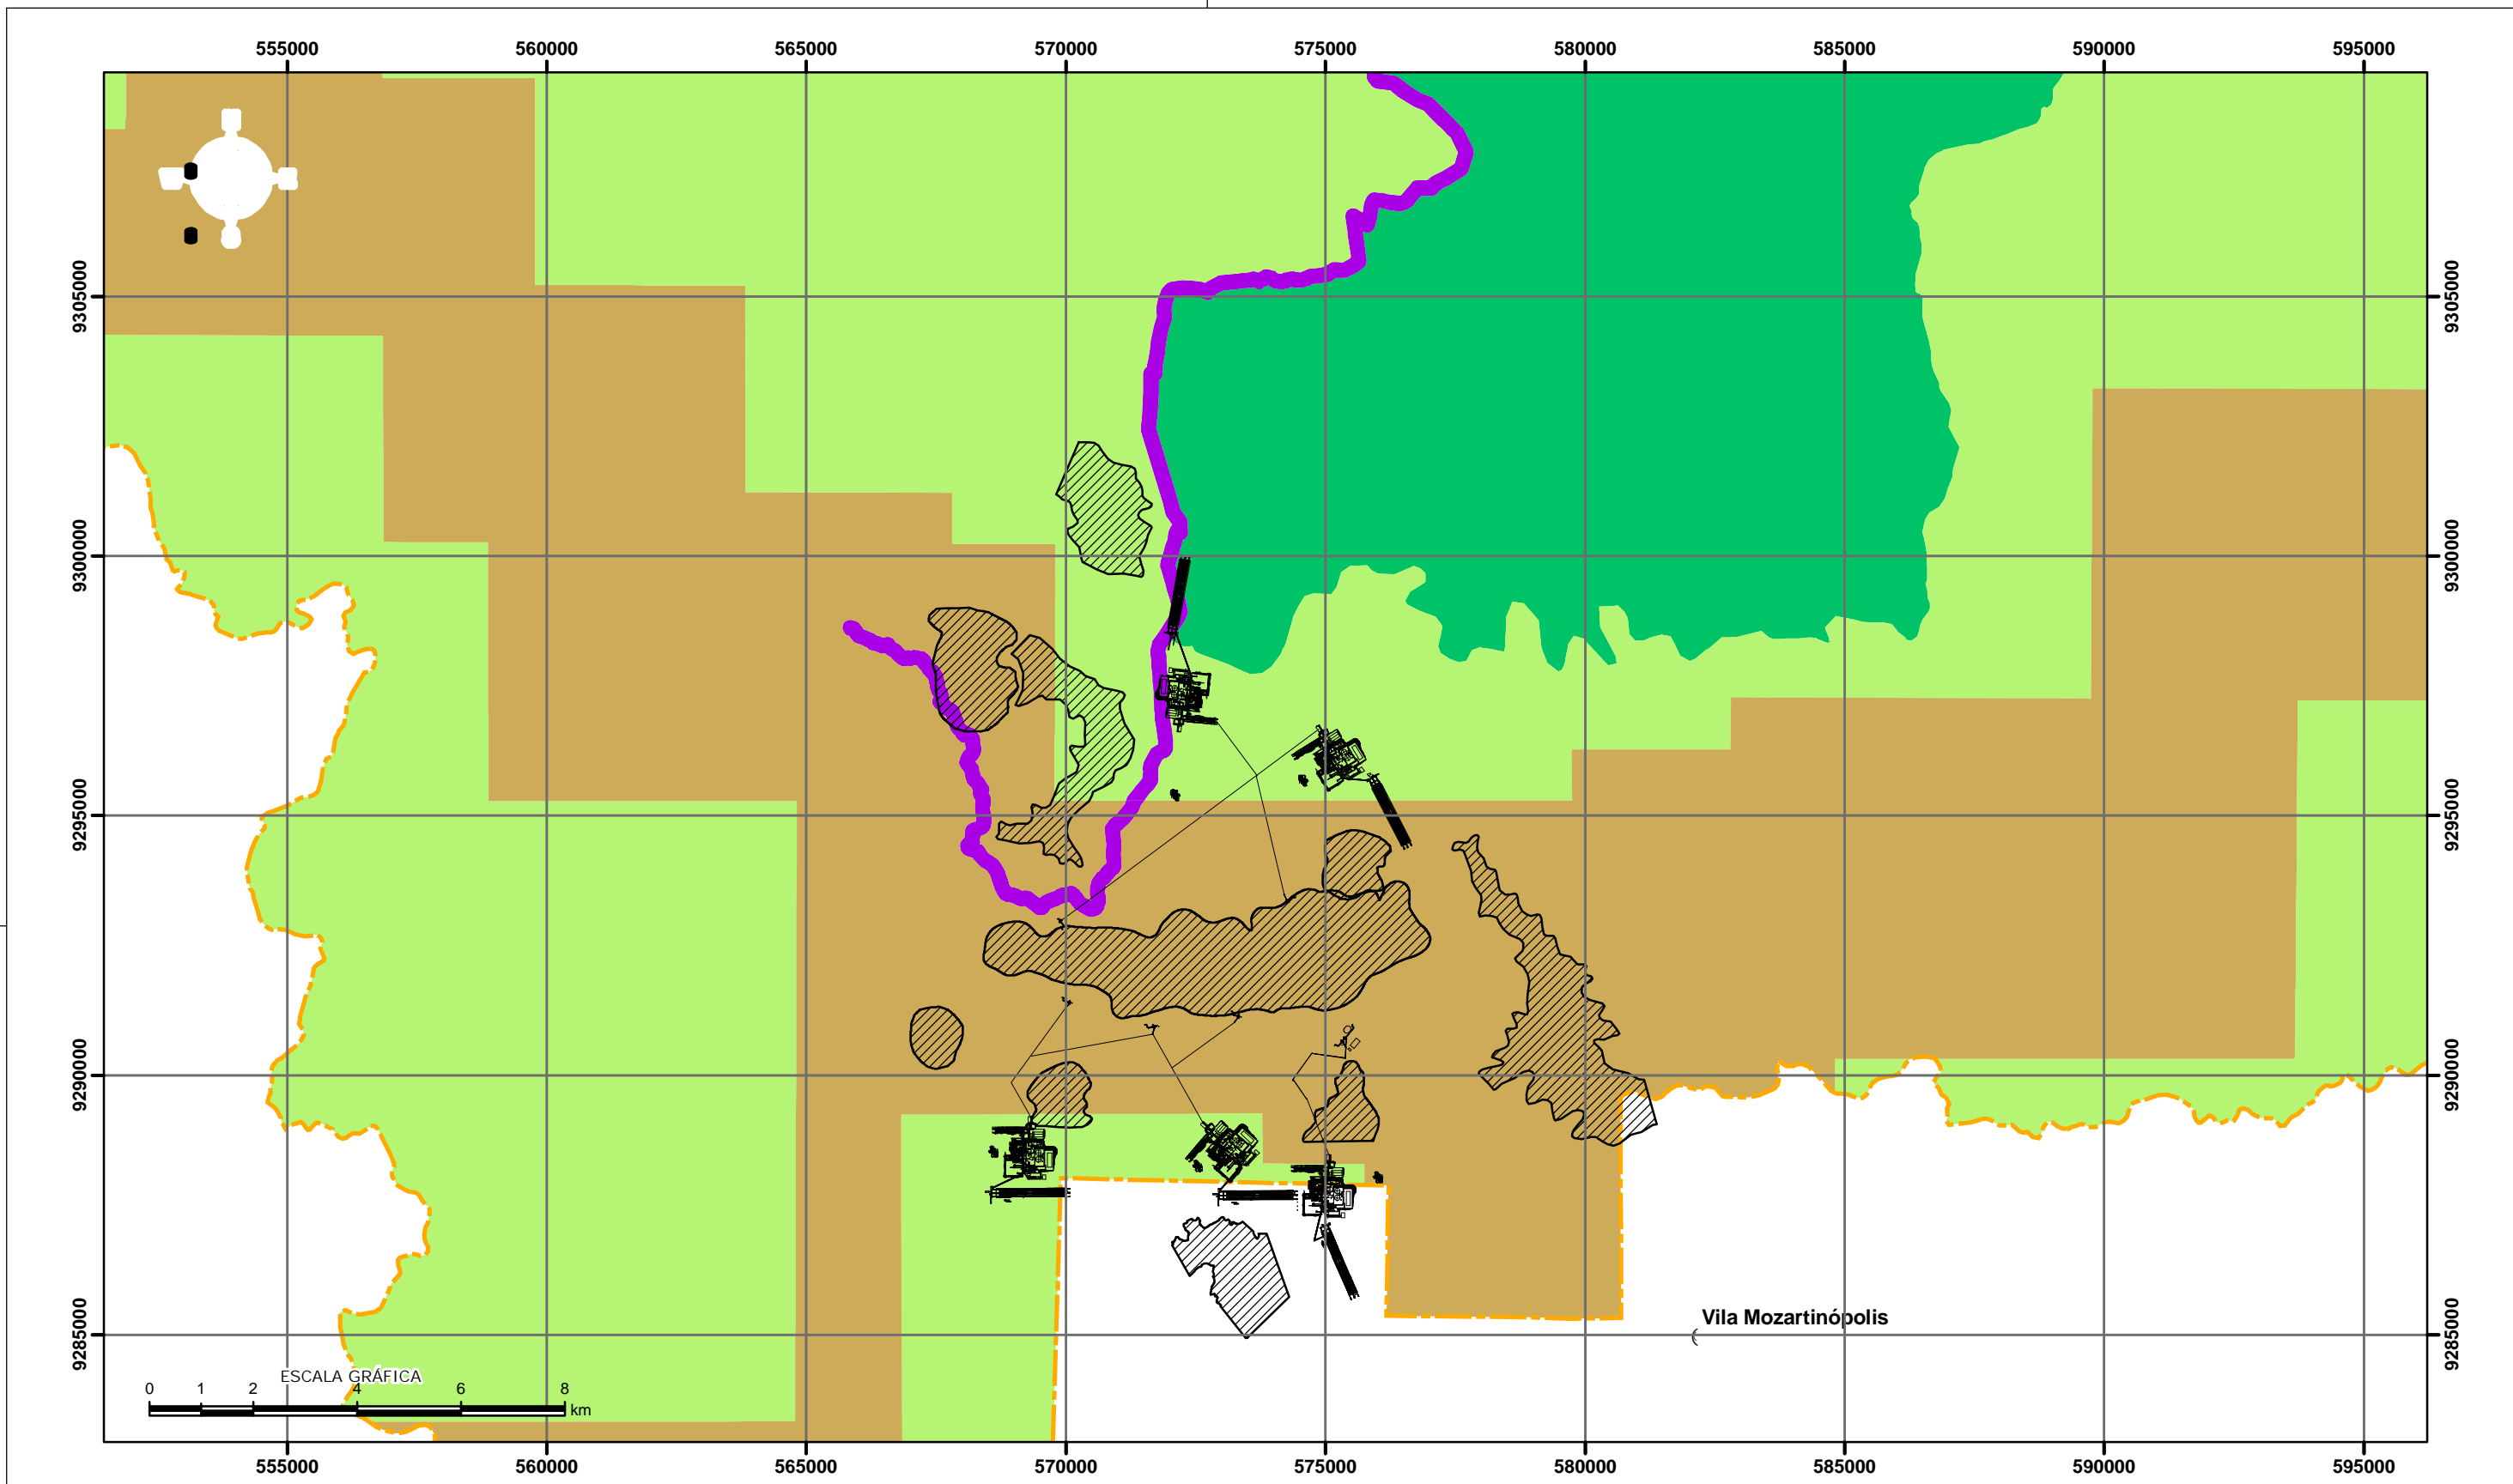 555000 560000 565000 570000 575000 580000 585000 590000 595000
9305000 9305000
9300000 9300000
9295000 9295000
9290000 9290000
Vila Mozartinópolis
9285000 9285000
ESCALA GRÁFICA
0 1 2 4 6 8
km
555000 560000 565000 570000 575000 580000 585000 590000 595000